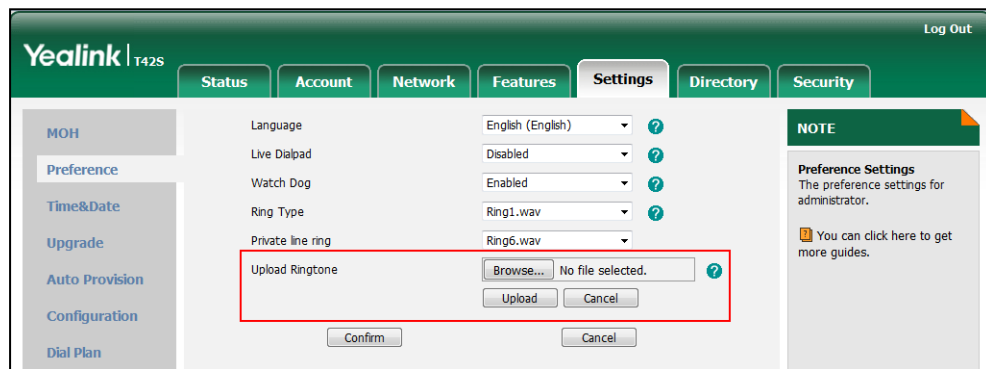 Log Out
Yealink | T42S
Status Account Network Features Settings Directory Security
MOH
Preference
Time&Date
Upgrade
Auto Provision
Configuration
Dial Plan
Language English (English) ?
Live Dialpad Disabled ?
Watch Dog Enabled ?
Ring Type Ring1.wav ?
Private line ring Ring6.wav
Upload Ringtone Browse... No file selected. ?
Upload Cancel
Confirm Cancel
NOTE
Preference Settings
The preference settings for
administrator.
? You can click here to get
more guides.